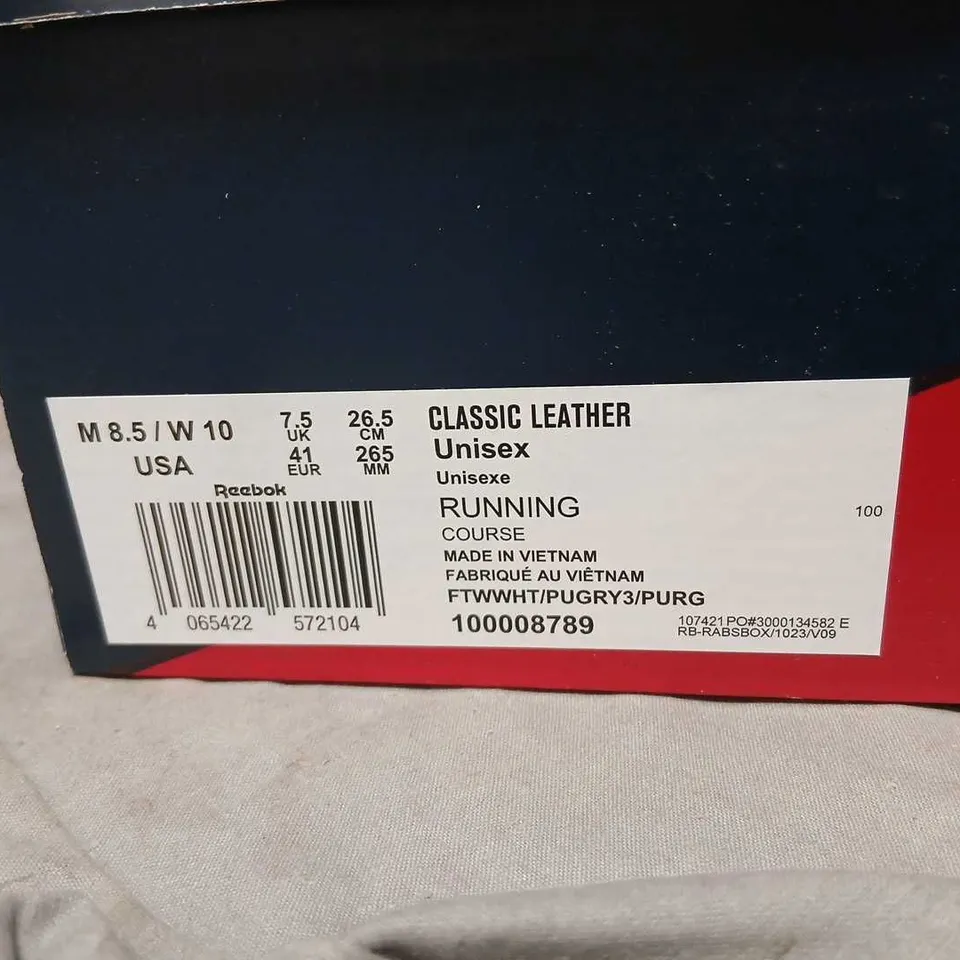 M 8.5 / W 10
USA
7.5
UK
41
EUR
26.5
CM
265
MM
Reebok
4 065422 572104
CLASSIC LEATHER
Unisex
Unisexe
RUNNING
COURSE
MADE IN VIETNAM
FABRIQUÉ AU VIÊTNAM
FTWWHT/PUGRY3/PURG
100008789
100
107421 PO#3000134582 E
RB-RABSBOX/1023/V09